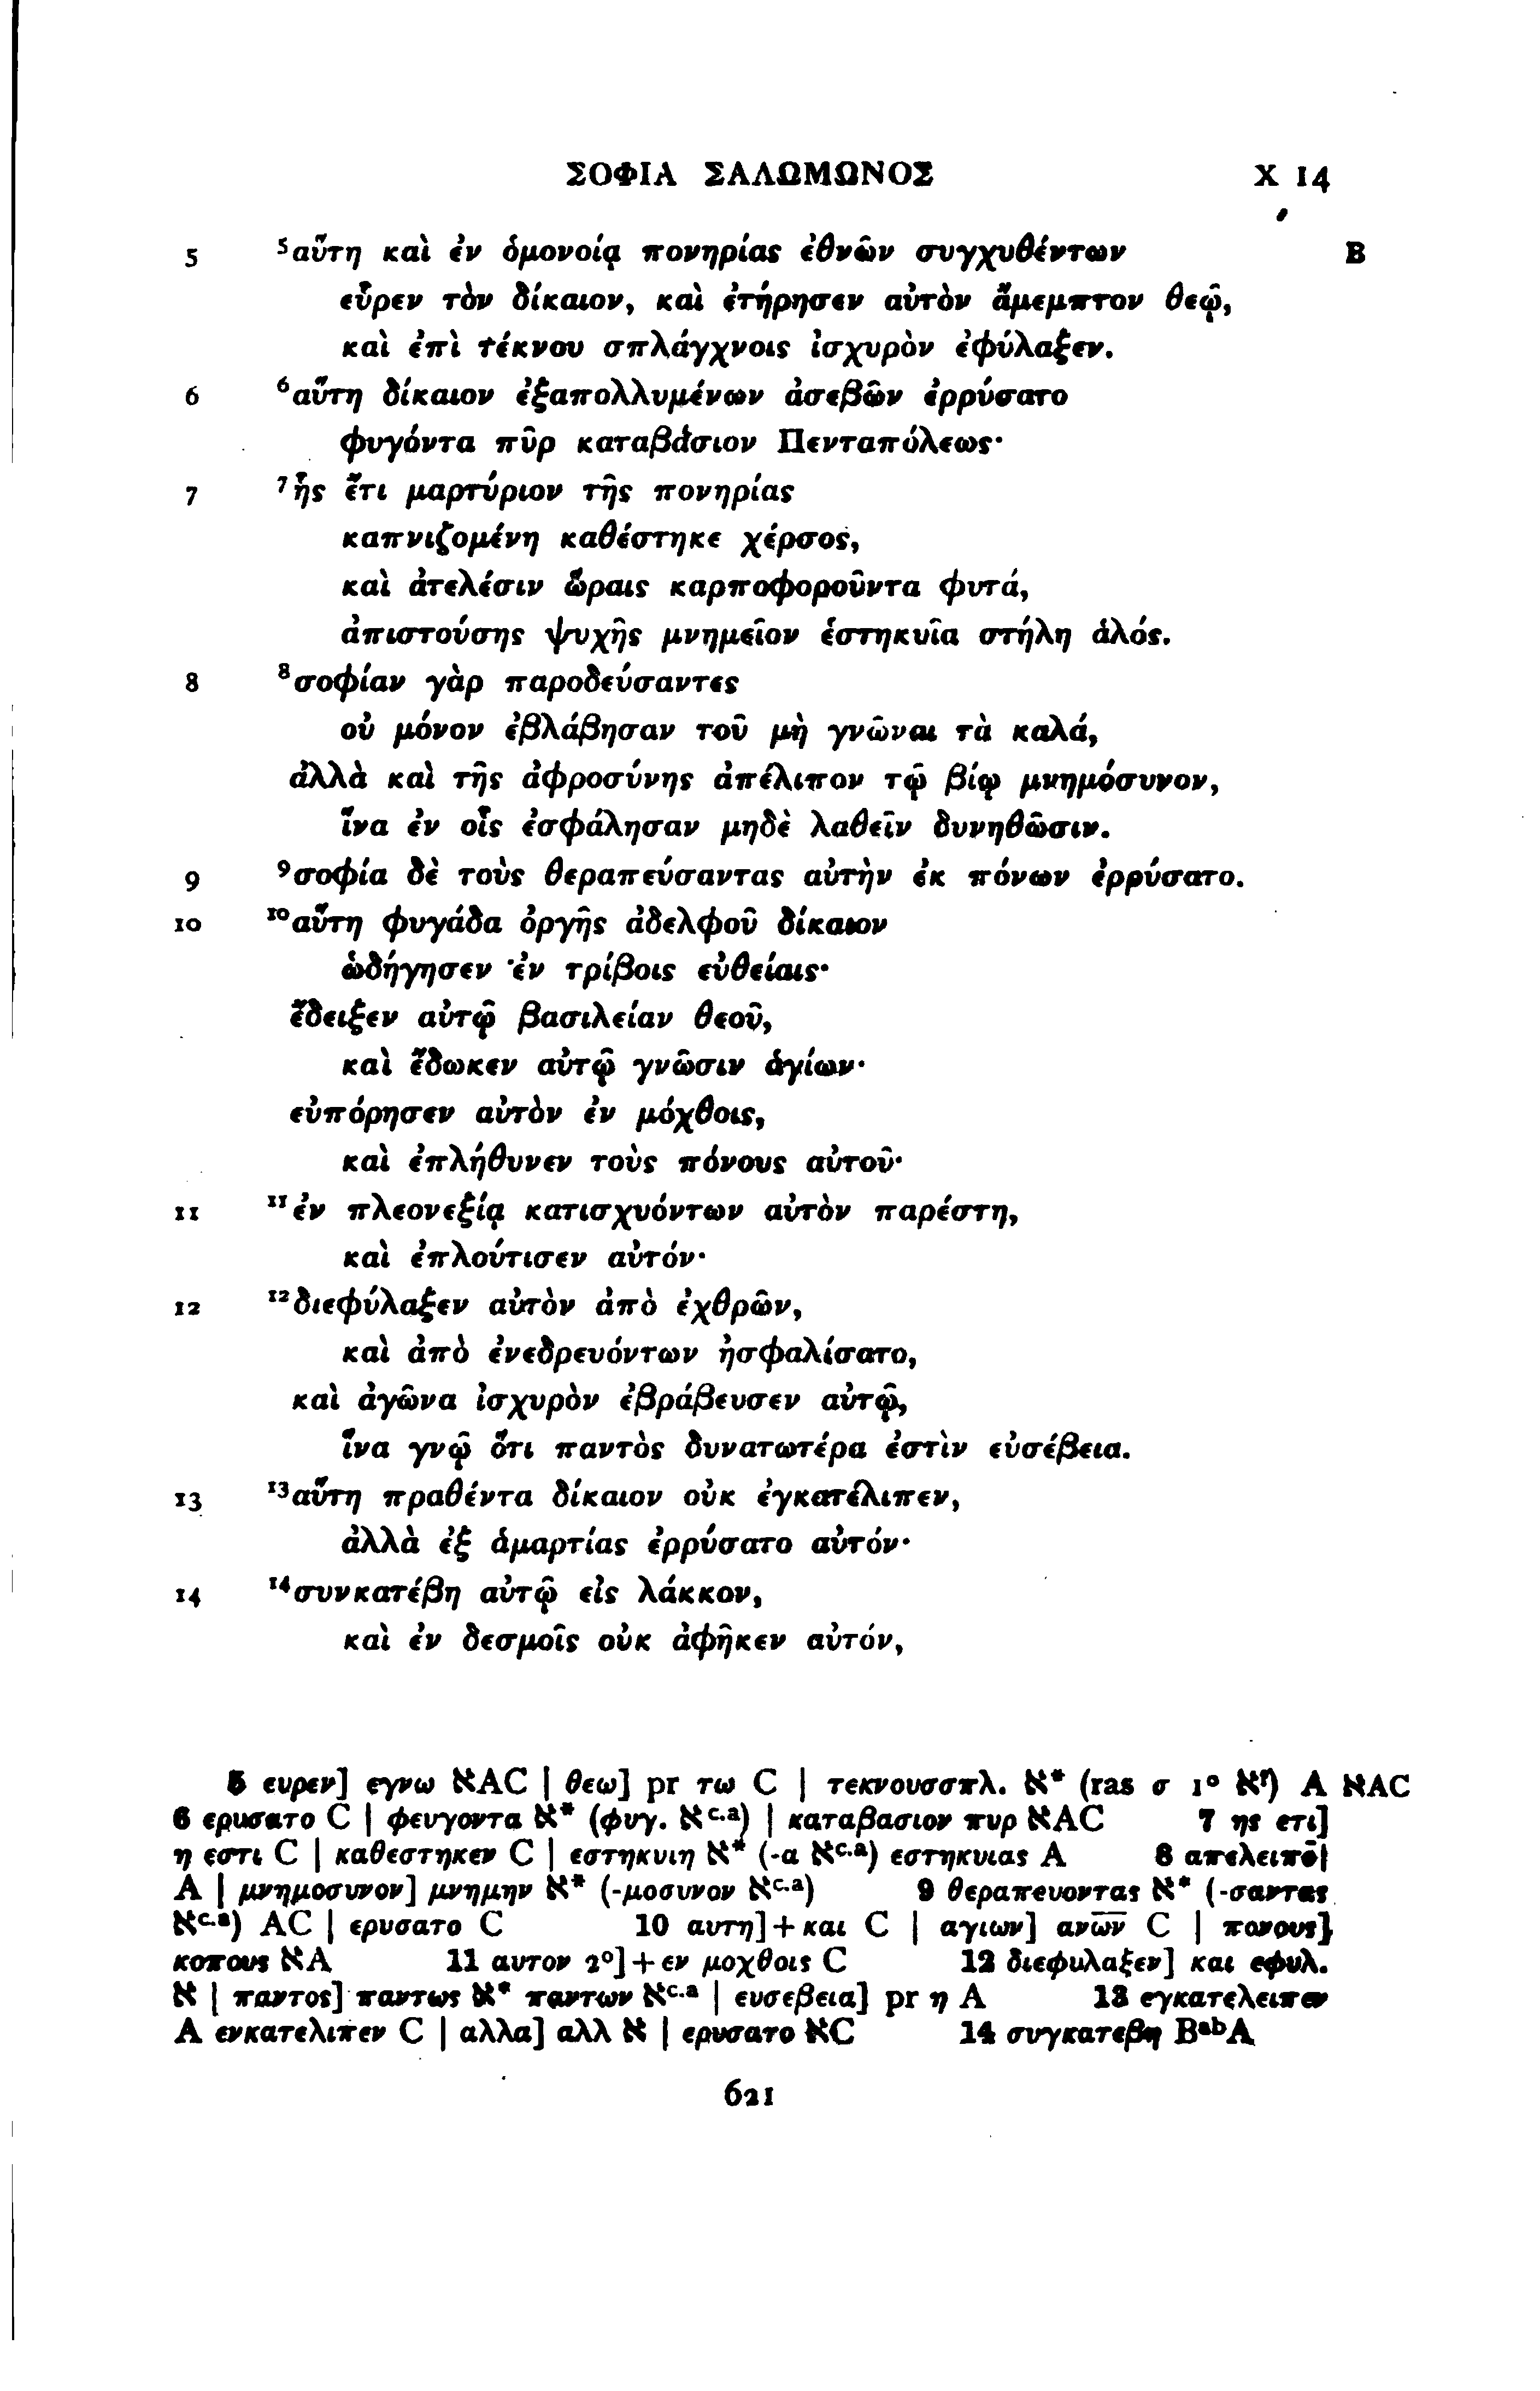 ΣΟΦΙΑ ΣΑΛΩΜΩΝΟΣ X 14
5 ⁵αὕτη καὶ ἐν ὁμονοίᾳ πονηρίας ἐθνῶν συγχυθέντων B
εὗρεν τὸν δίκαιον, καὶ ἐτήρησεν αὐτὸν ἄμεμπτον θεῷ,
καὶ ἐπὶ τέκνου σπλάγχνοις ἰσχυρὸν ἐφύλαξεν.
6 ⁶αὕτη δίκαιον ἐξαπολλυμένων ἀσεβῶν ἐρρύσατο
φυγόντα πῦρ καταβάσιον Πενταπόλεως·
7 ⁷ἧς ἔτι μαρτύριον τῆς πονηρίας
καπνιζομένη καθέστηκε χέρσος,
καὶ ἀτελέσιν ὥραις καρποφοροῦντα φυτά,
ἀπιστούσης ψυχῆς μνημεῖον ἑστηκυῖα στήλη ἁλός.
8 ⁸σοφίαν γὰρ παροδεύσαντες
οὐ μόνον ἐβλάβησαν τοῦ μὴ γνῶναι τὰ καλά,
ἀλλὰ καὶ τῆς ἀφροσύνης ἀπέλιπον τῷ βίῳ μνημόσυνον,
ἵνα ἐν οἷς ἐσφάλησαν μηδὲ λαθεῖν δυνηθῶσιν.
9 ⁹σοφία δὲ τοὺς θεραπεύσαντας αὐτὴν ἐκ πόνων ἐρρύσατο.
10 ¹⁰αὕτη φυγάδα ὀργῆς ἀδελφοῦ δίκαιον
ὡδήγησεν ἐν τρίβοις εὐθείαις·
ἔδειξεν αὐτῷ βασιλείαν θεοῦ,
καὶ ἔδωκεν αὐτῷ γνῶσιν ἁγίων·
εὐπόρησεν αὐτὸν ἐν μόχθοις,
καὶ ἐπλήθυνεν τοὺς πόνους αὐτοῦ·
11 ¹¹ἐν πλεονεξίᾳ κατισχυόντων αὐτὸν παρέστη,
καὶ ἐπλούτισεν αὐτόν·
12 ¹²διεφύλαξεν αὐτὸν ἀπὸ ἐχθρῶν,
καὶ ἀπὸ ἐνεδρευόντων ἠσφαλίσατο,
καὶ ἀγῶνα ἰσχυρὸν ἐβράβευσεν αὐτῷ,
ἵνα γνῷ ὅτι παντὸς δυνατωτέρα ἐστὶν εὐσέβεια.
13 ¹³αὕτη πραθέντα δίκαιον οὐκ ἐγκατέλιπεν,
ἀλλὰ ἐξ ἁμαρτίας ἐρρύσατο αὐτόν·
14 ¹⁴συνκατέβη αὐτῷ εἰς λάκκον,
καὶ ἐν δεσμοῖς οὐκ ἀφῆκεν αὐτόν,
5 ευρεν] εγνω אAC | θεω] pr τω C | τεκνουσσπλ. א* (ras σ 1° אʳ) A אAC
6 ερυσατο C | φευγοντα א* (φυγ. אᶜ·ᵃ) | καταβασιον πυρ אAC 7 ης ετι]
η εστι C | καθεστηκεν C | εστηκυιη א* (-α אᶜ·ᵃ) εστηκυιας A 8 απελειπο̄|
A | μνημοσυνον] μνημην א* (-μοσυνον אᶜ·ᵃ) 9 θεραπευοντας א* (-σαντας
אᶜ·ᵃ) AC | ερυσατο C 10 αυτη] + και C | αγιων] αν̅ω̅ν̅ C | πονους]
κοπους אA 11 αυτον 2°] + εν μοχθοις C 12 διεφυλαξεν] και εφυλ.
א | παντος] παντως א* παντων אᶜ·ᵃ | ευσεβεια] pr η A 13 εγκατελειπεν
A ενκατελιπεν C | αλλα] αλλ א | ερυσατο אC 14 συγκατεβη BᵃᵇA
621